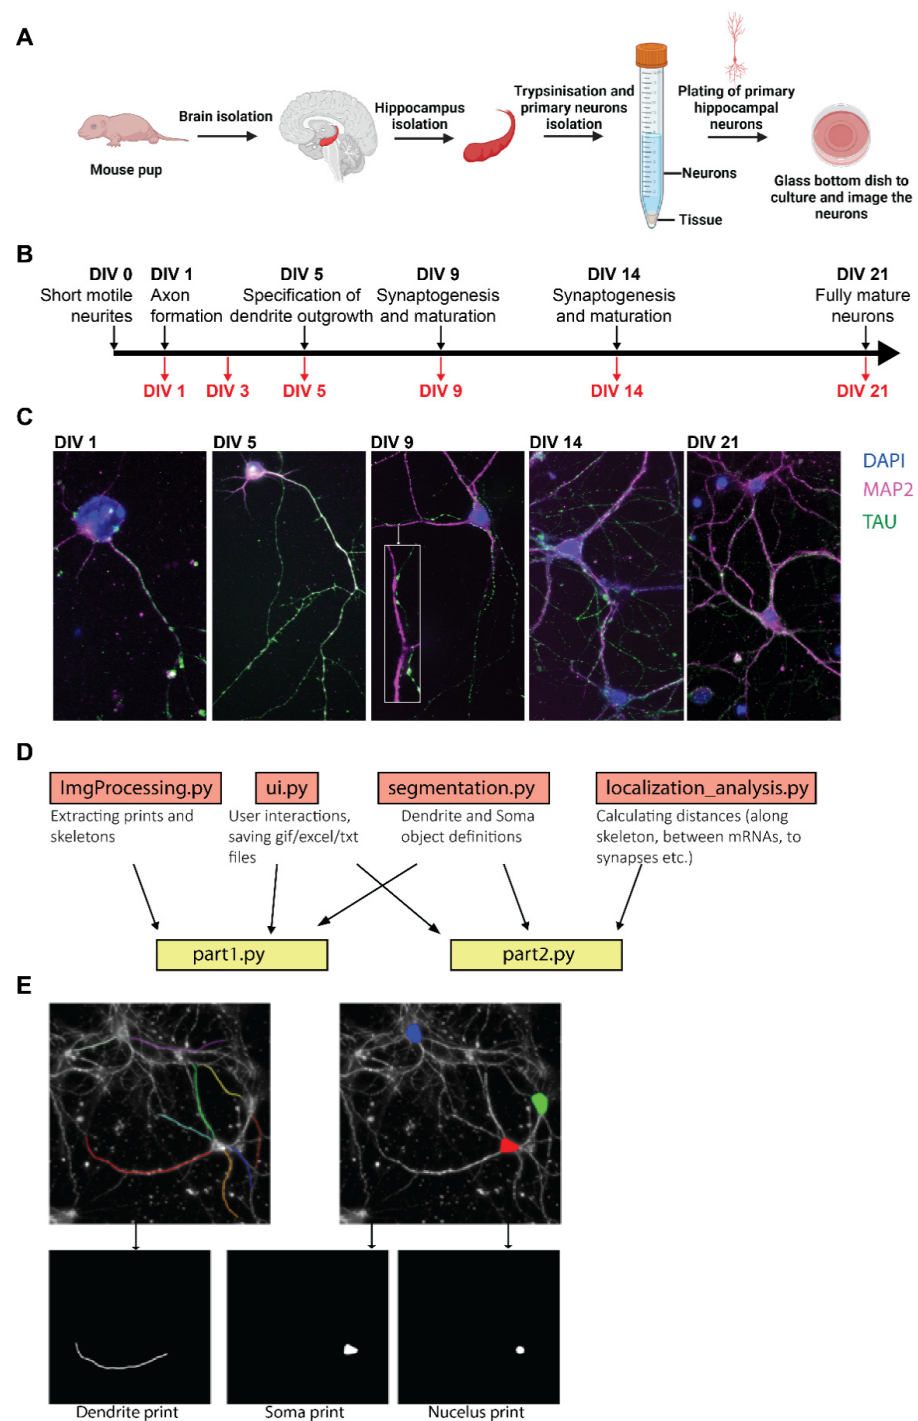 A
Brain isolation
Hippocampus
isolation
Trypsinisation and
primary neurons
isolation
Plating of primary
hippocampal
neurons
Mouse pup
Neurons
Tissue
Glass bottom dish to
culture and image the
neurons
B
DIV 0
Short motile
neurites
DIV 1
Axon
formation
DIV 5
Specification of
dendrite outgrowth
DIV 9
Synaptogenesis
and maturation
DIV 14
Synaptogenesis
and maturation
DIV 21
Fully mature
neurons
DIV 1
DIV 3
DIV 5
DIV 9
DIV 14
DIV 21
C
DIV 1
DIV 5
DIV 9
DIV 14
DIV 21
DAPI
MAP2
TAU
D
ImgProcessing.py
Extracting prints and
skeletons
ui.py
User interactions,
saving gif/excel/txt
files
segmentation.py
Dendrite and Soma
object definitions
localization_analysis.py
Calculating distances (along
skeleton, between mRNAs, to
synapses etc.)
part1.py
part2.py
E
Dendrite print
Soma print
Nucelus print